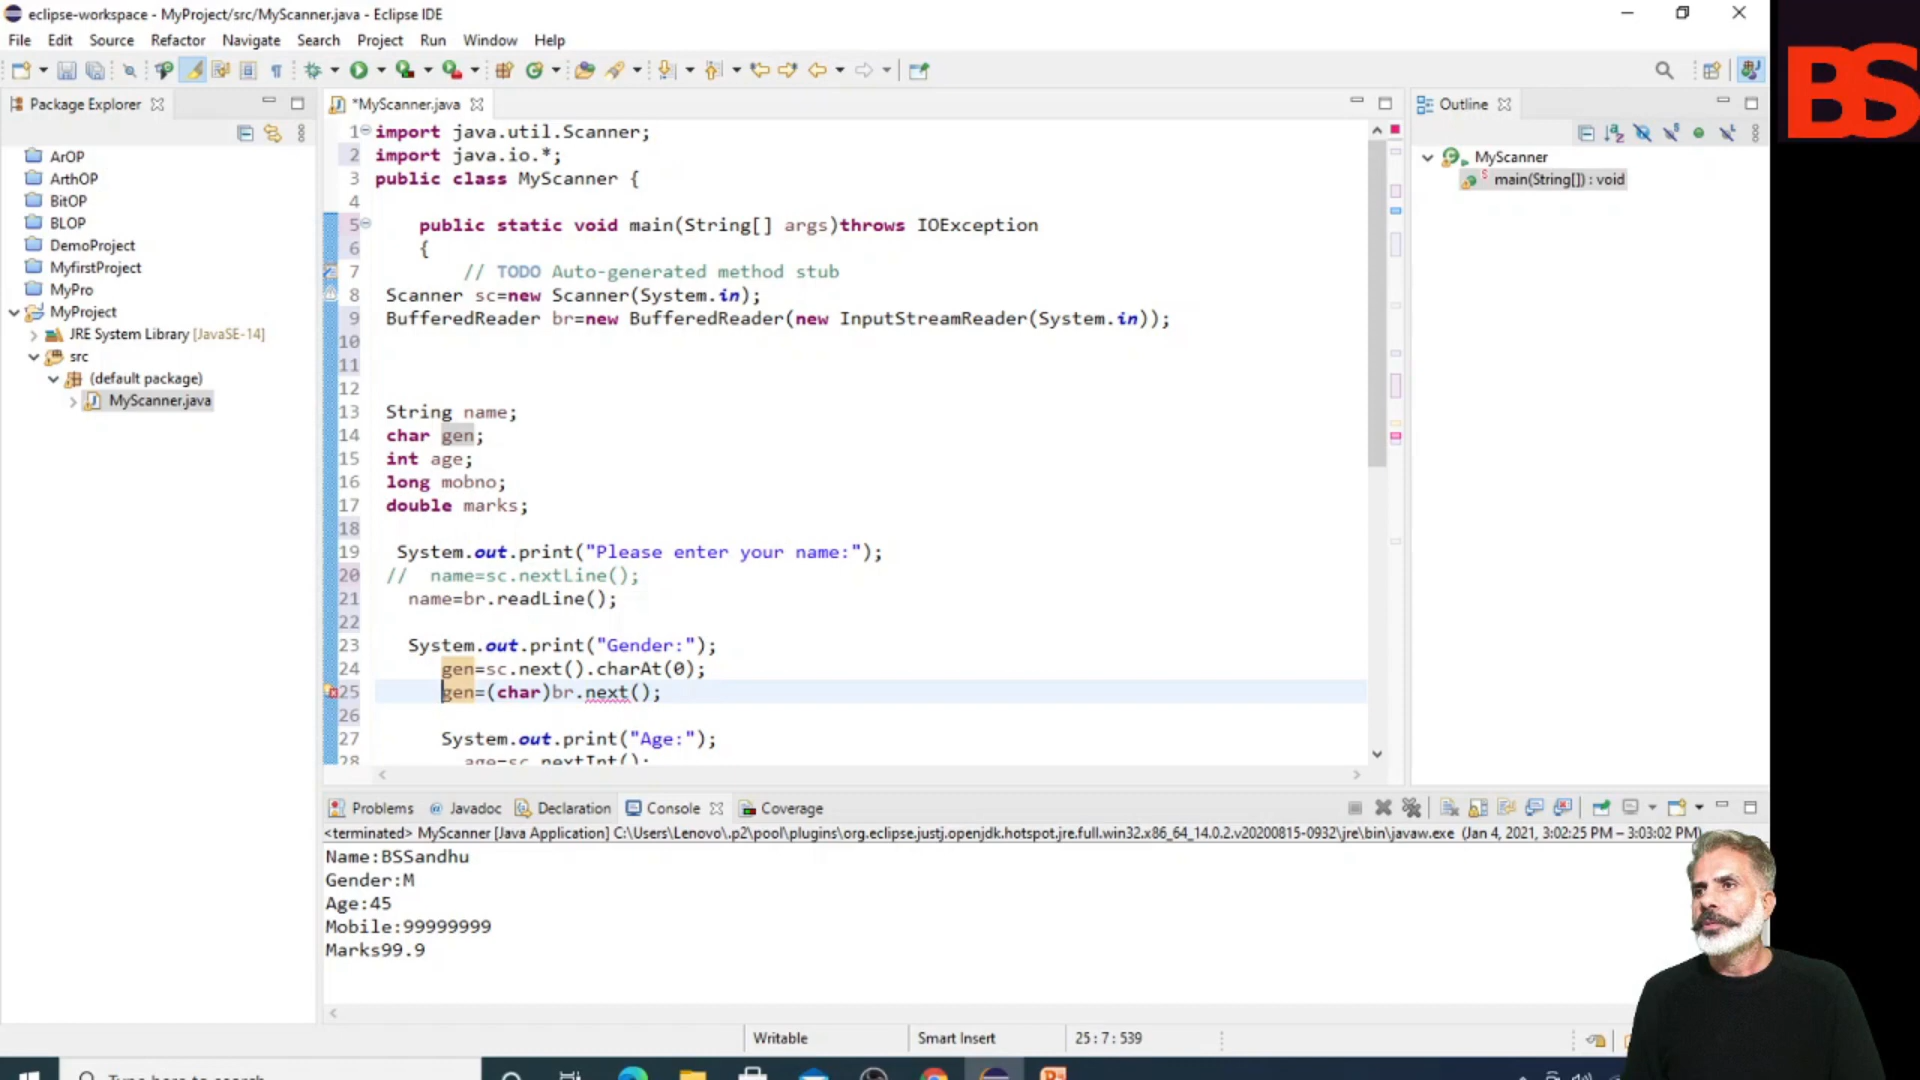 eclipse-workspace - MyProject/src/MyScanner.java - Eclipse IDE
File Edit Source Refactor Navigate Search Project Run Window Help
BS
Package Explorer
*MyScanner.java
Outline
ArOP
ArthOP
BitOP
BLOP
DemoProject
MyfirstProject
MyPro
MyProject
JRE System Library [JavaSE-14]
src
(default package)
MyScanner.java
1 import java.util.Scanner;
2 import java.io.*;
3 public class MyScanner {
4
5 public static void main(String[] args)throws IOException
6 {
7 // TODO Auto-generated method stub
8 Scanner sc=new Scanner(System.in);
9 BufferedReader br=new BufferedReader(new InputStreamReader(System.in));
10
11
12
13 String name;
14 char gen;
15 int age;
16 long mobno;
17 double marks;
18
19 System.out.print("Please enter your name:");
20 // name=sc.nextLine();
21 name=br.readLine();
22
23 System.out.print("Gender:");
24 gen=sc.next().charAt(0);
25 gen=(char)br.next();
26
27 System.out.print("Age:");
28 age=sc.nextInt();
MyScanner
main(String[]) : void
Problems Javadoc Declaration Console Coverage
<terminated> MyScanner [Java Application] C:\Users\Lenovo\.p2\pool\plugins\org.eclipse.justj.openjdk.hotspot.jre.full.win32.x86_64_14.0.2.v20200815-0932\jre\bin\javaw.exe (Jan 4, 2021, 3:02:25 PM – 3:03:02 PM)
Name:BSSandhu
Gender:M
Age:45
Mobile:99999999
Marks99.9
Writable
Smart Insert
25:7:539
Type here to search